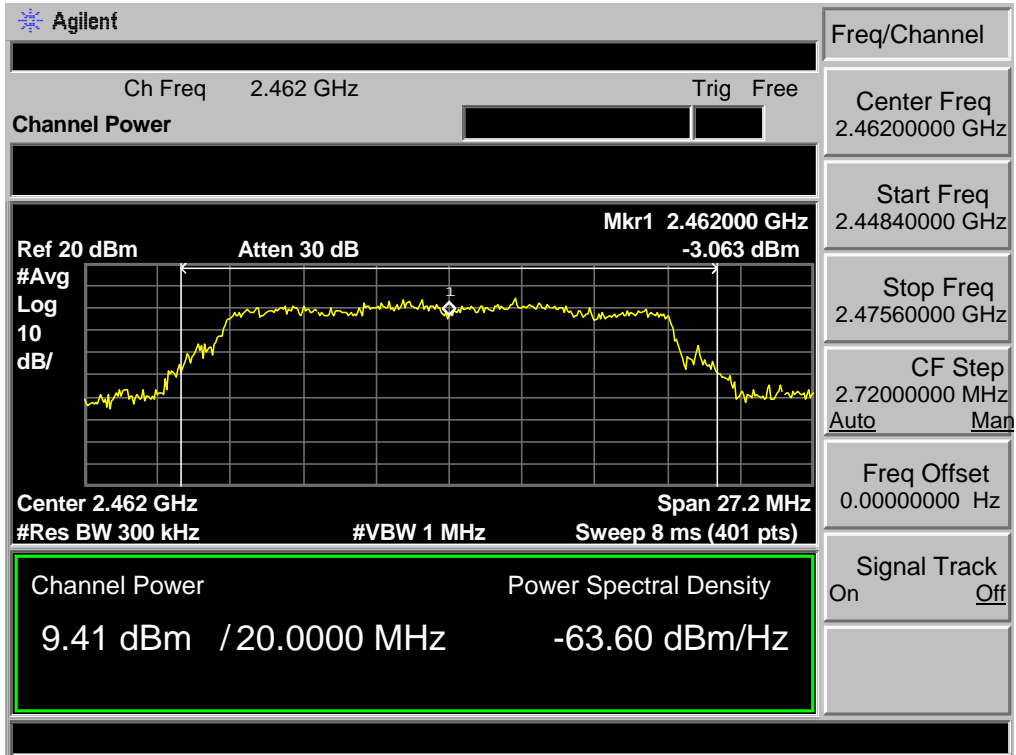 Agilent
Freq/Channel
Ch Freq 2.462 GHz Trig Free
Channel Power
Center Freq
2.46200000 GHz
Start Freq
2.44840000 GHz
Stop Freq
2.47560000 GHz
CF Step
2.72000000 MHz
Auto Man
Freq Offset
0.00000000 Hz
Signal Track
On Off
Mkr1 2.462000 GHz
Ref 20 dBm Atten 30 dB -3.063 dBm
#Avg
Log
10
dB/
1
Center 2.462 GHz Span 27.2 MHz
#Res BW 300 kHz #VBW 1 MHz Sweep 8 ms (401 pts)
Channel Power Power Spectral Density
9.41 dBm / 20.0000 MHz -63.60 dBm/Hz